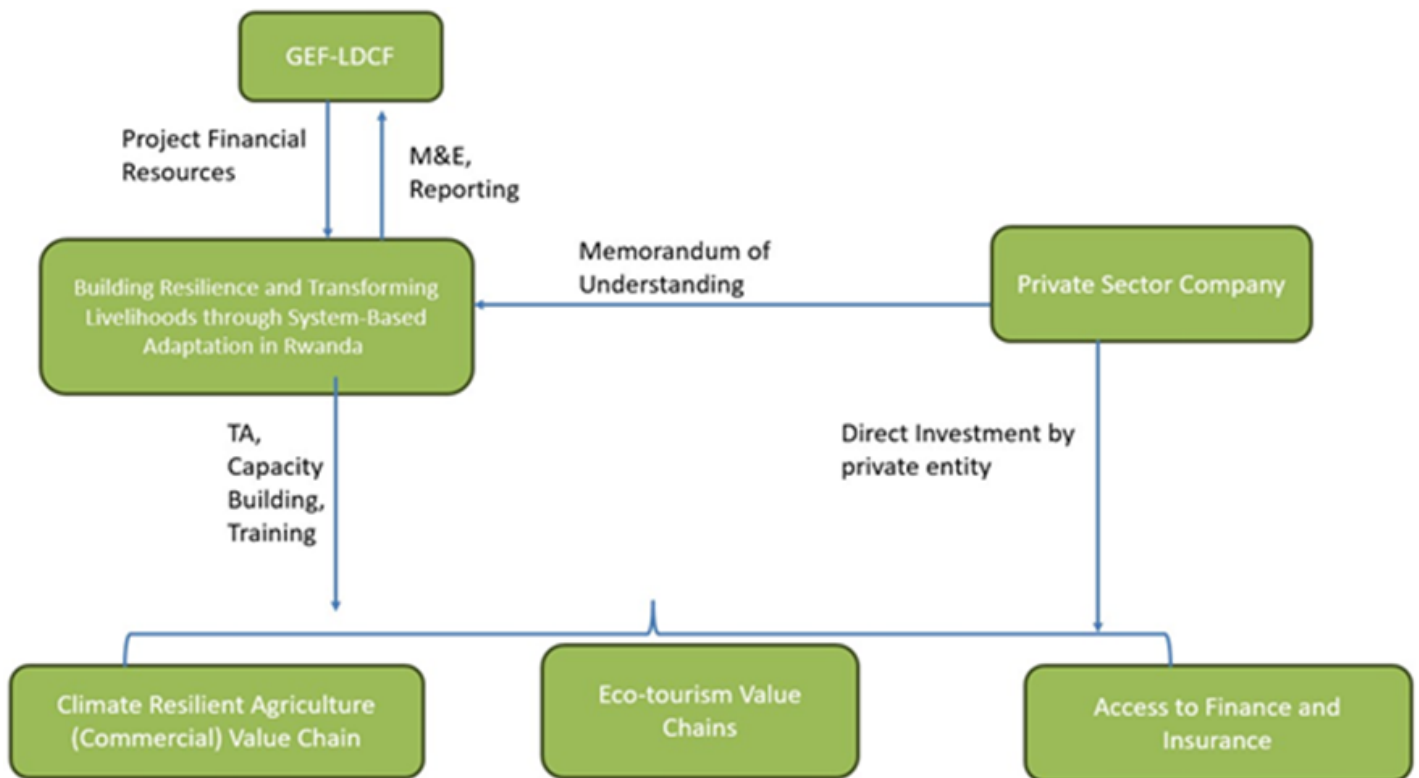 GEF-LDCF
Project Financial
Resources
M&E,
Reporting
Building Resilience and Transforming
Livelihoods through System-Based
Adaptation in Rwanda
Memorandum of
Understanding
Private Sector Company
TA,
Capacity
Building,
Training
Direct Investment by
private entity
Climate Resilient Agriculture
(Commercial) Value Chain
Eco-tourism Value
Chains
Access to Finance and
Insurance